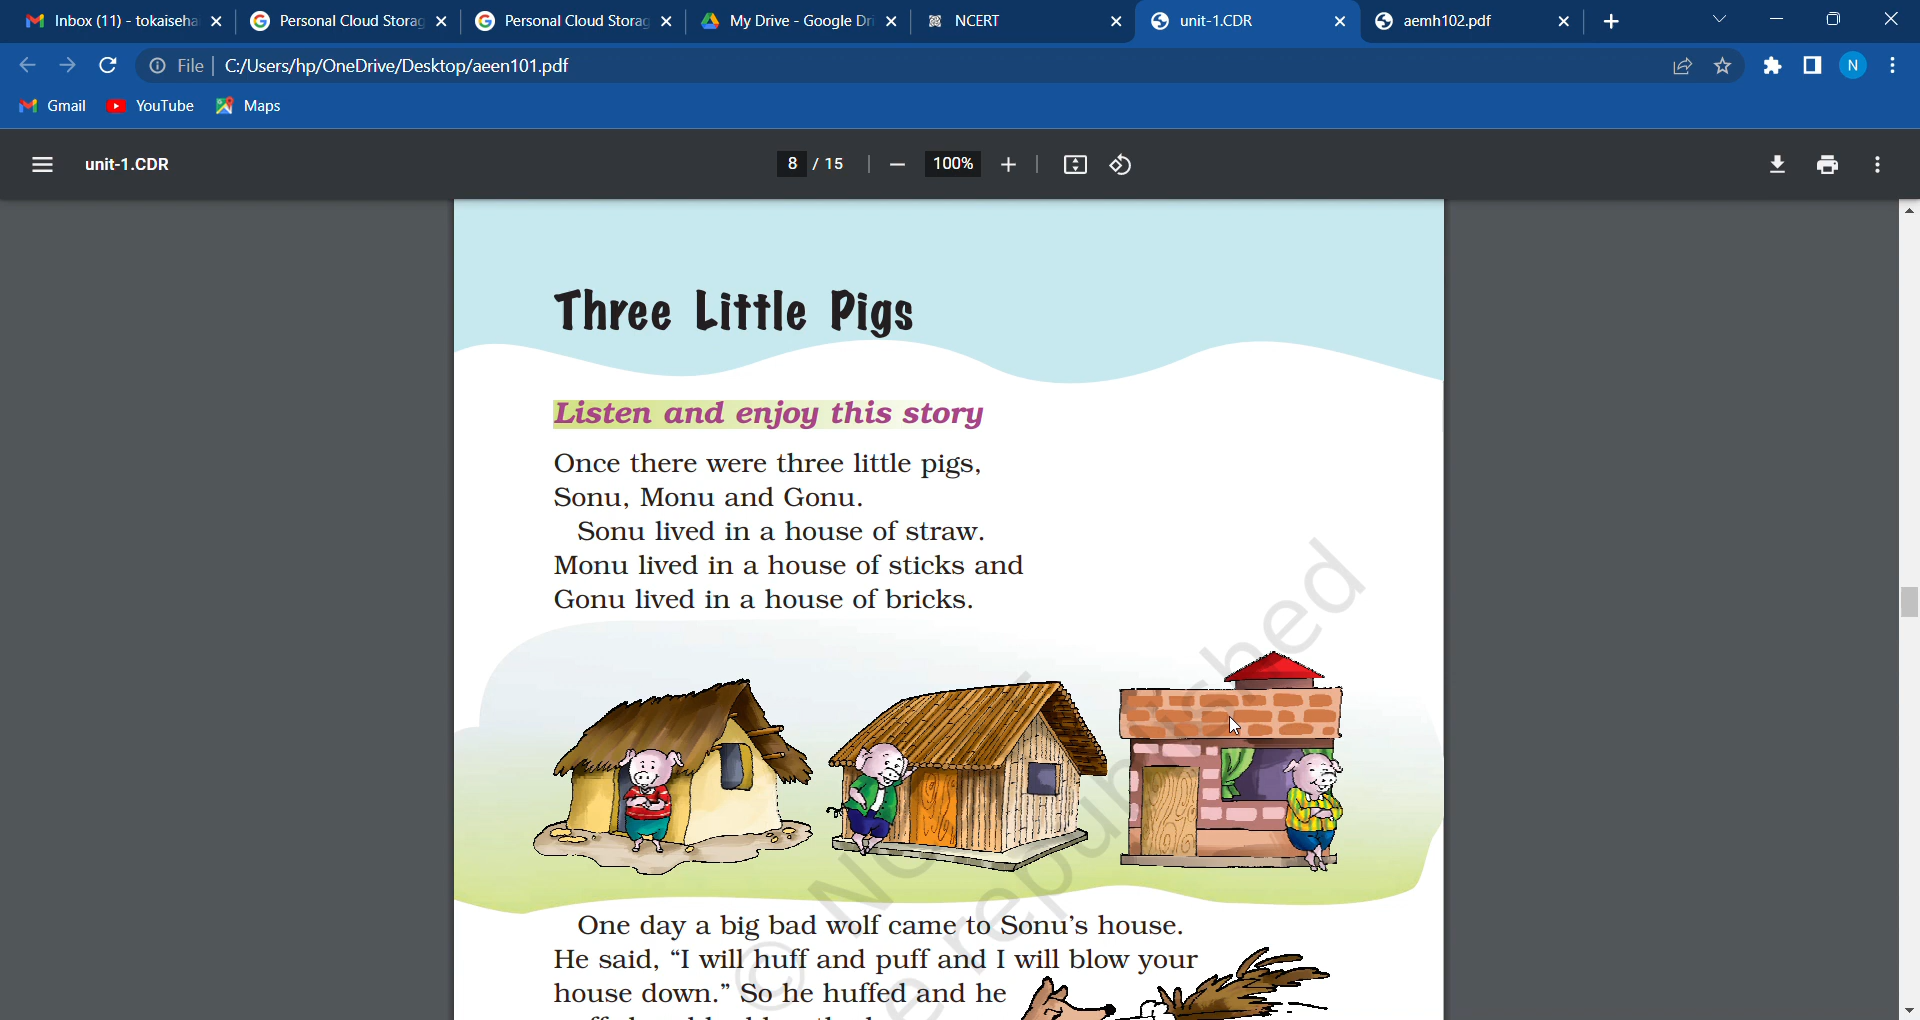 Inbox (11) - tokaiseha
Personal Cloud Storag
Personal Cloud Storag
My Drive - Google Dri
NCERT
unit-1.CDR
aemh102.pdf
File
C:/Users/hp/OneDrive/Desktop/aeen101.pdf
N
Gmail
YouTube
Maps
unit-1.CDR
8 / 15
100%
Three Little Pigs
Listen and enjoy this story
Once there were three little pigs,
Sonu, Monu and Gonu.
Sonu lived in a house of straw.
Monu lived in a house of sticks and
Gonu lived in a house of bricks.
One day a big bad wolf came to Sonu's house.
He said, “I will huff and puff and I will blow your
house down.” So he huffed and he
©
be republished